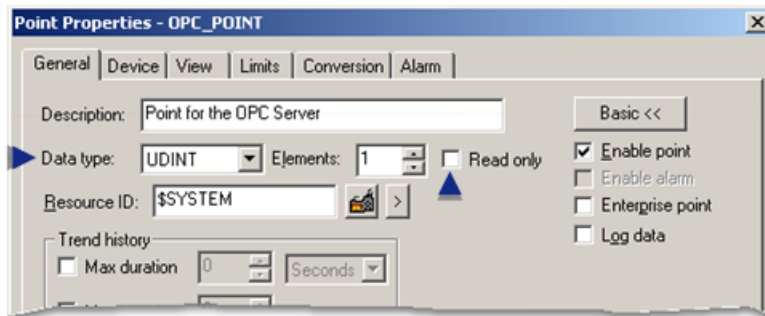 Point Properties - OPC_POINT
General Device View Limits Conversion Alarm
Description: Point for the OPC Server Basic <<
Data type: UDINT Elements: 1 Read only Enable point
Enable alarm
Resource ID: $SYSTEM > Enterprise point
Trend history Log data
Max duration 0 Seconds